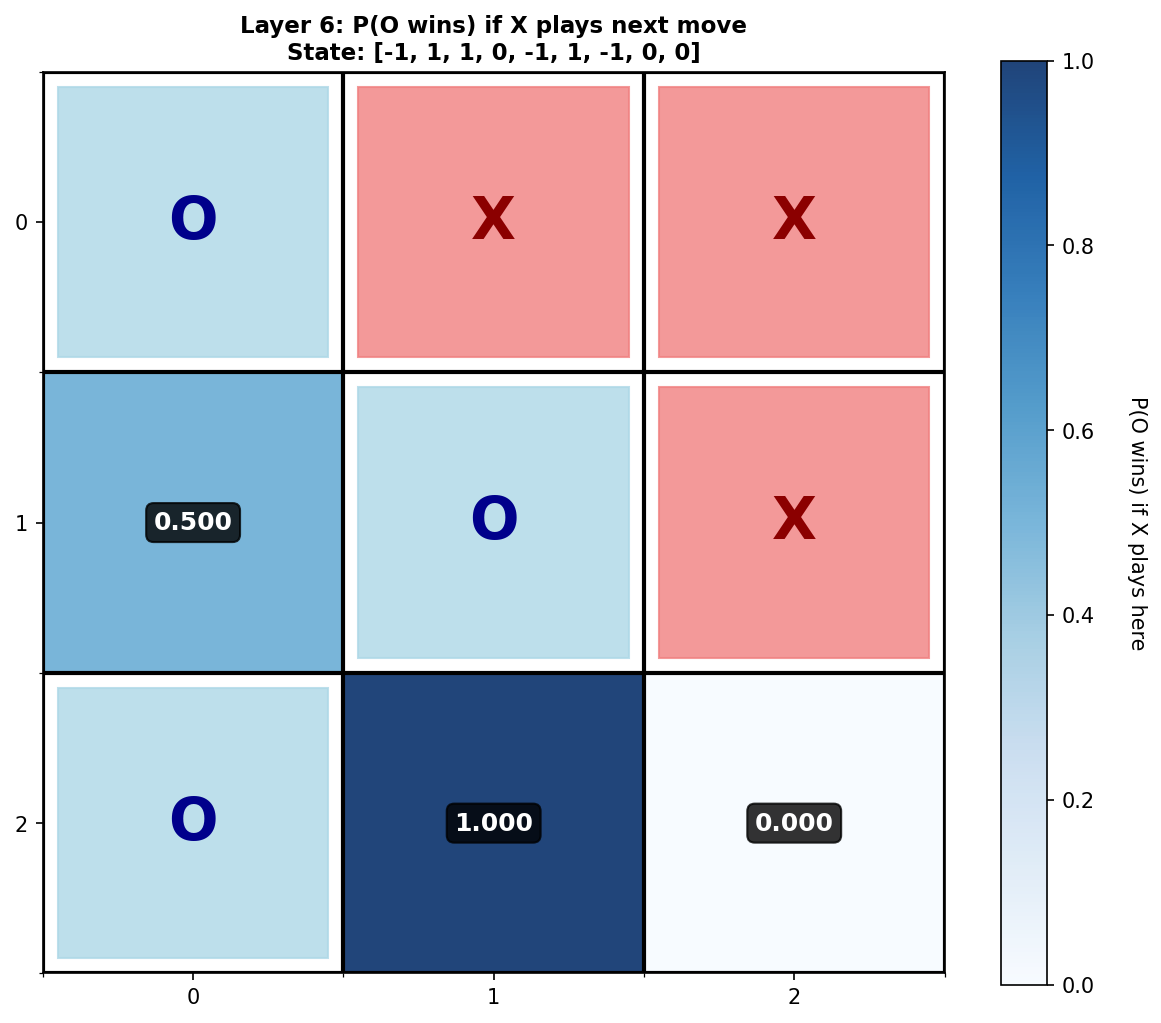 Layer 6: P(O wins) if X plays next move
State: [-1, 1, 1, 0, -1, 1, -1, 0, 0]
0
O
X
X
1
0.500
O
X
2
O
1.000
0.000
0
1
2
1.0
0.8
0.6
0.4
0.2
0.0
P(O wins) if X plays here